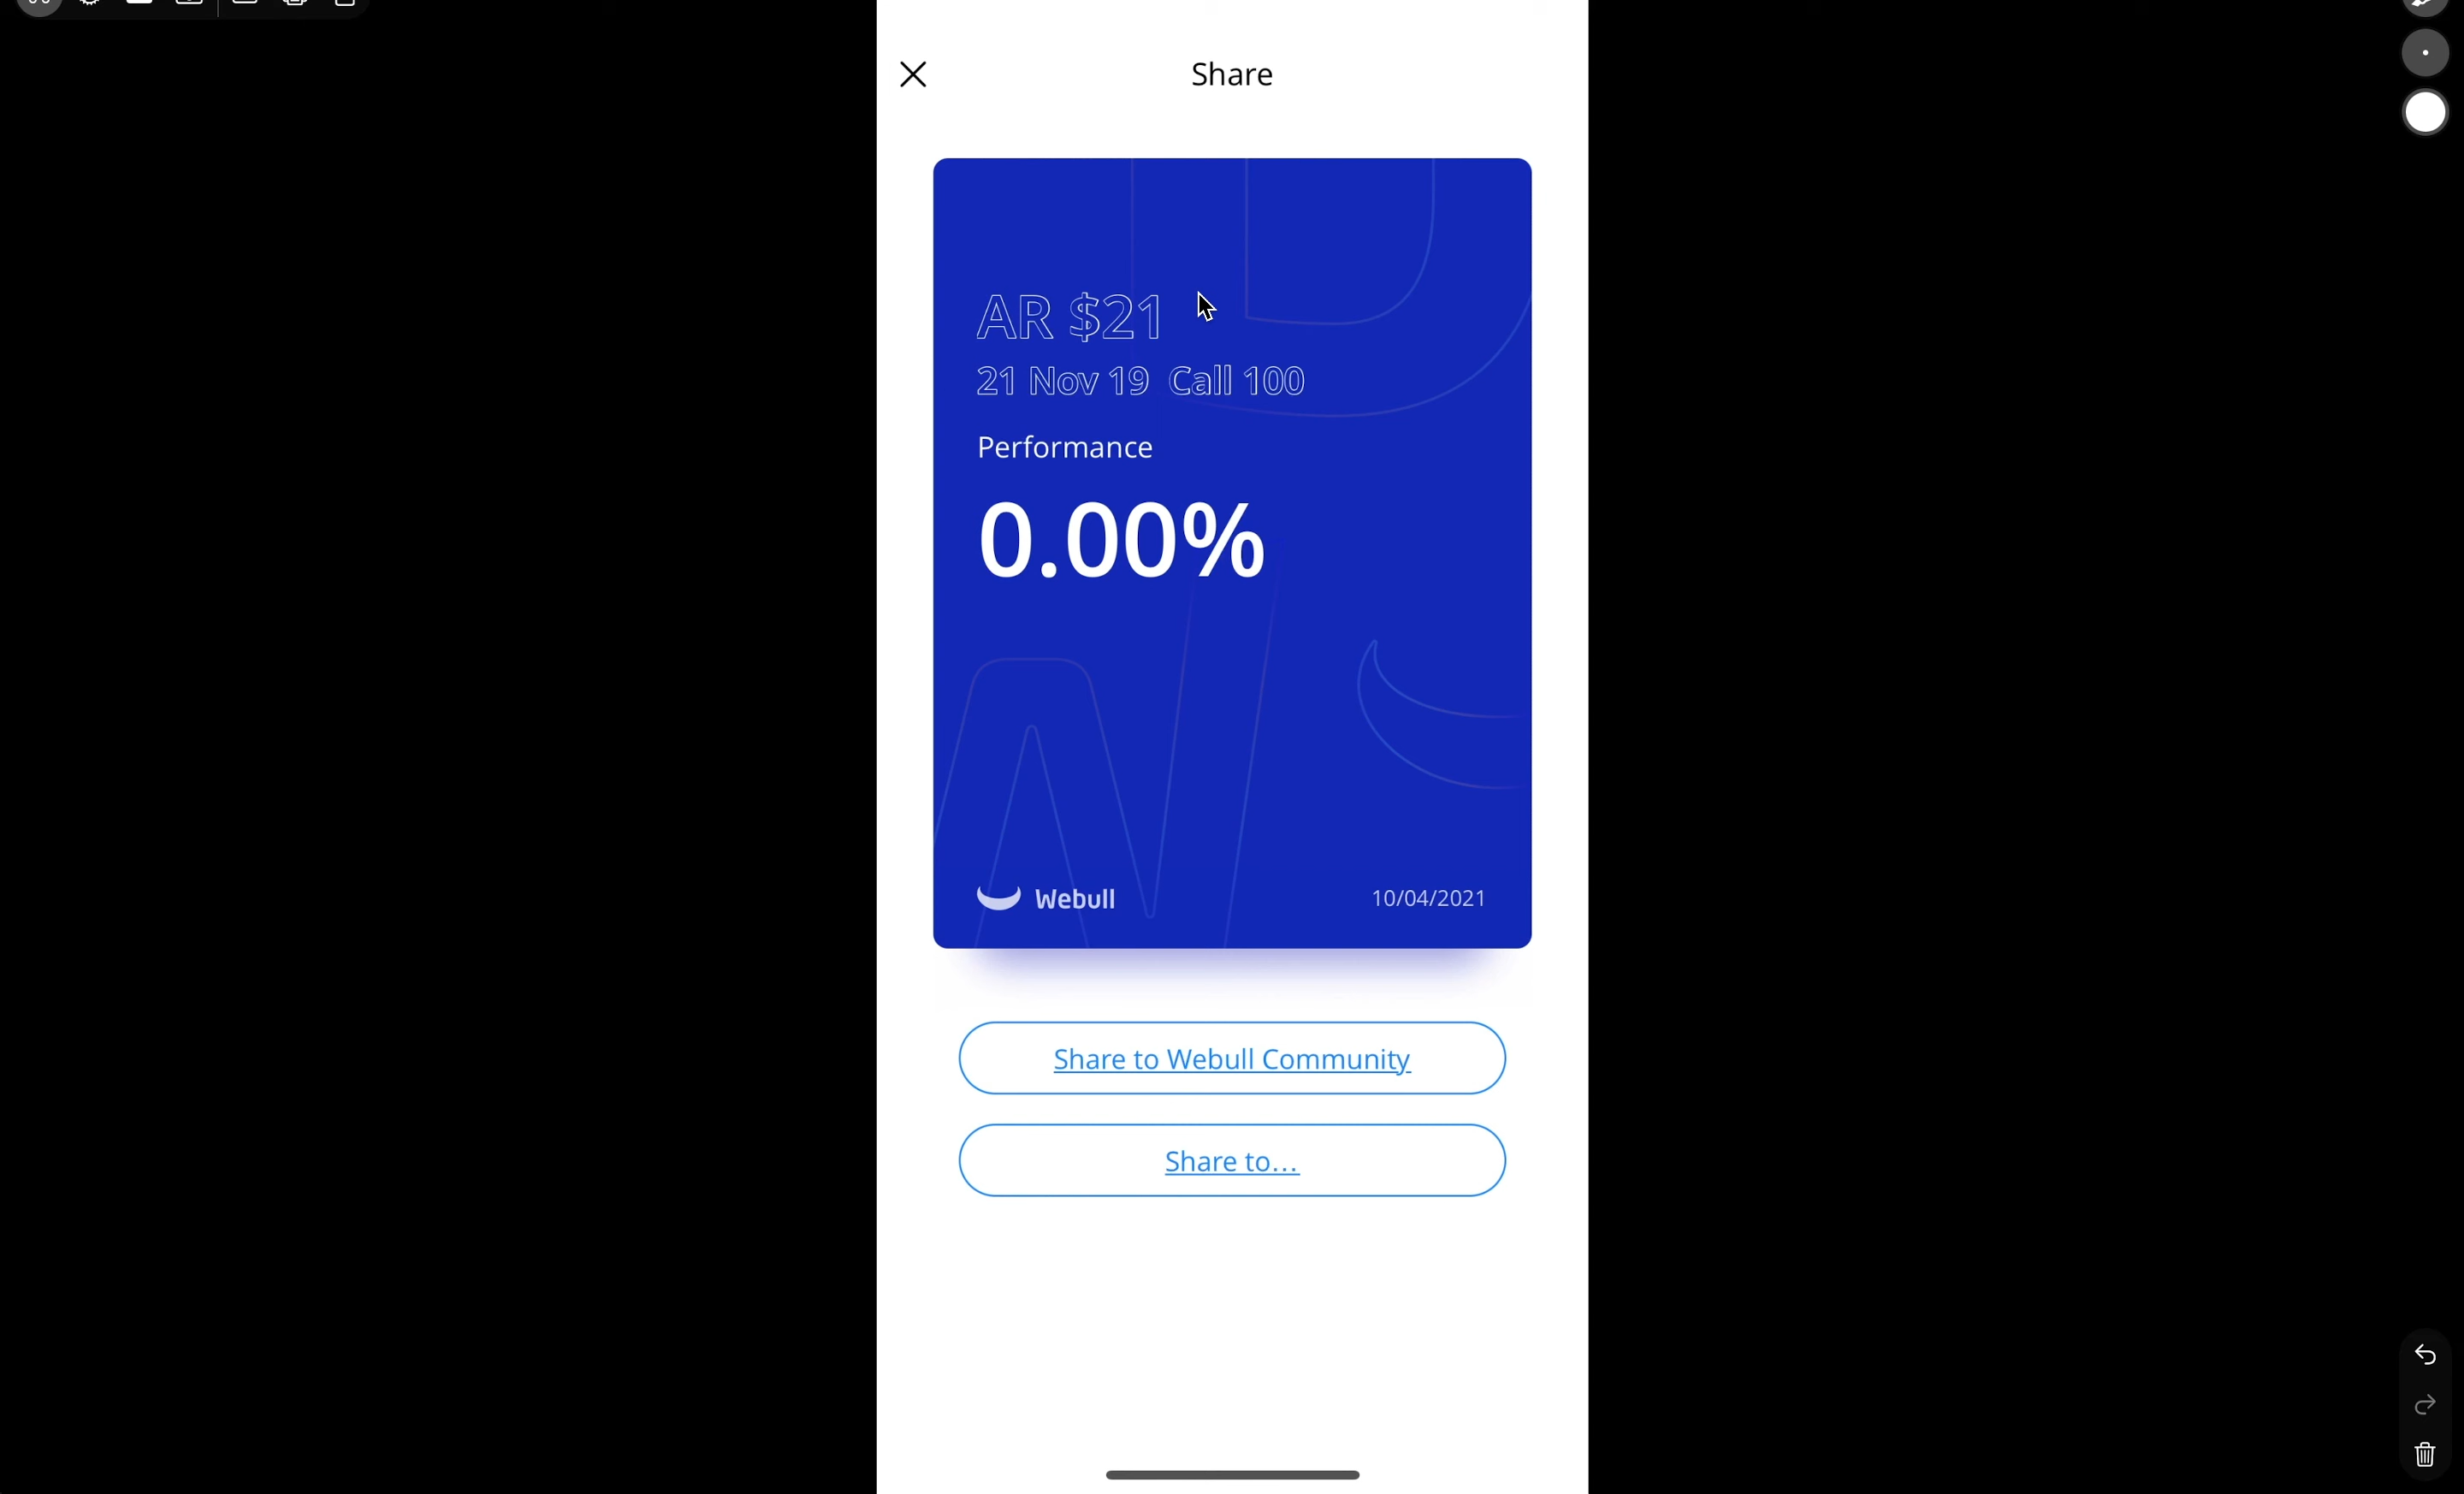 Share
AR $21
21 Nov 19 Call 100
Performance
0.00%
Webull
10/04/2021
Share to Webull Community
Share to...